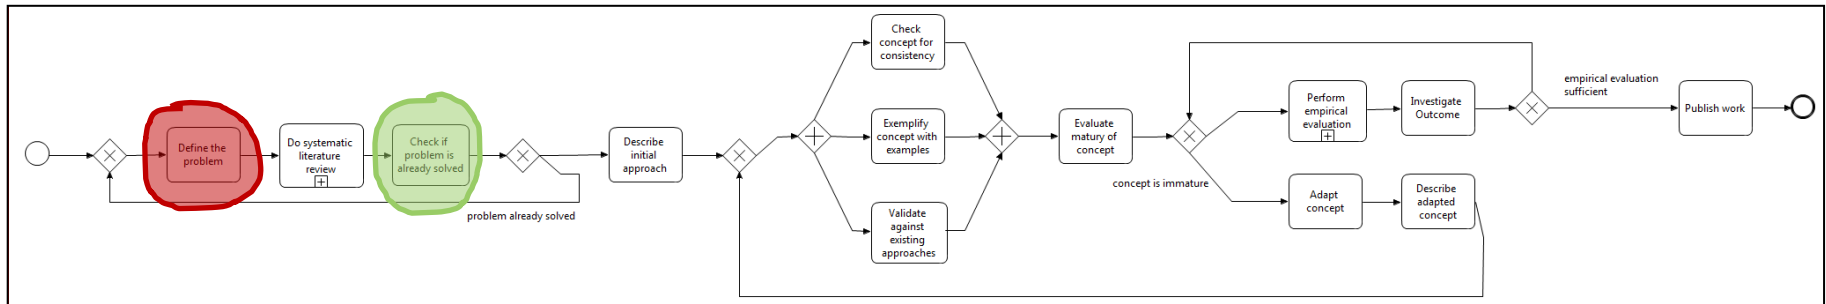 Define the
problem
Do systematic
literature
review
Check if
problem is
already solved
problem already solved
Describe
initial
approach
Check
concept for
consistency
Exemplify
concept with
examples
Validate
against
existing
approaches
Evaluate
matury of
concept
concept is immature
Perform
empirical
evaluation
Investigate
Outcome
Adapt
concept
Describe
adapted
concept
empirical evaluation
sufficient
Publish work